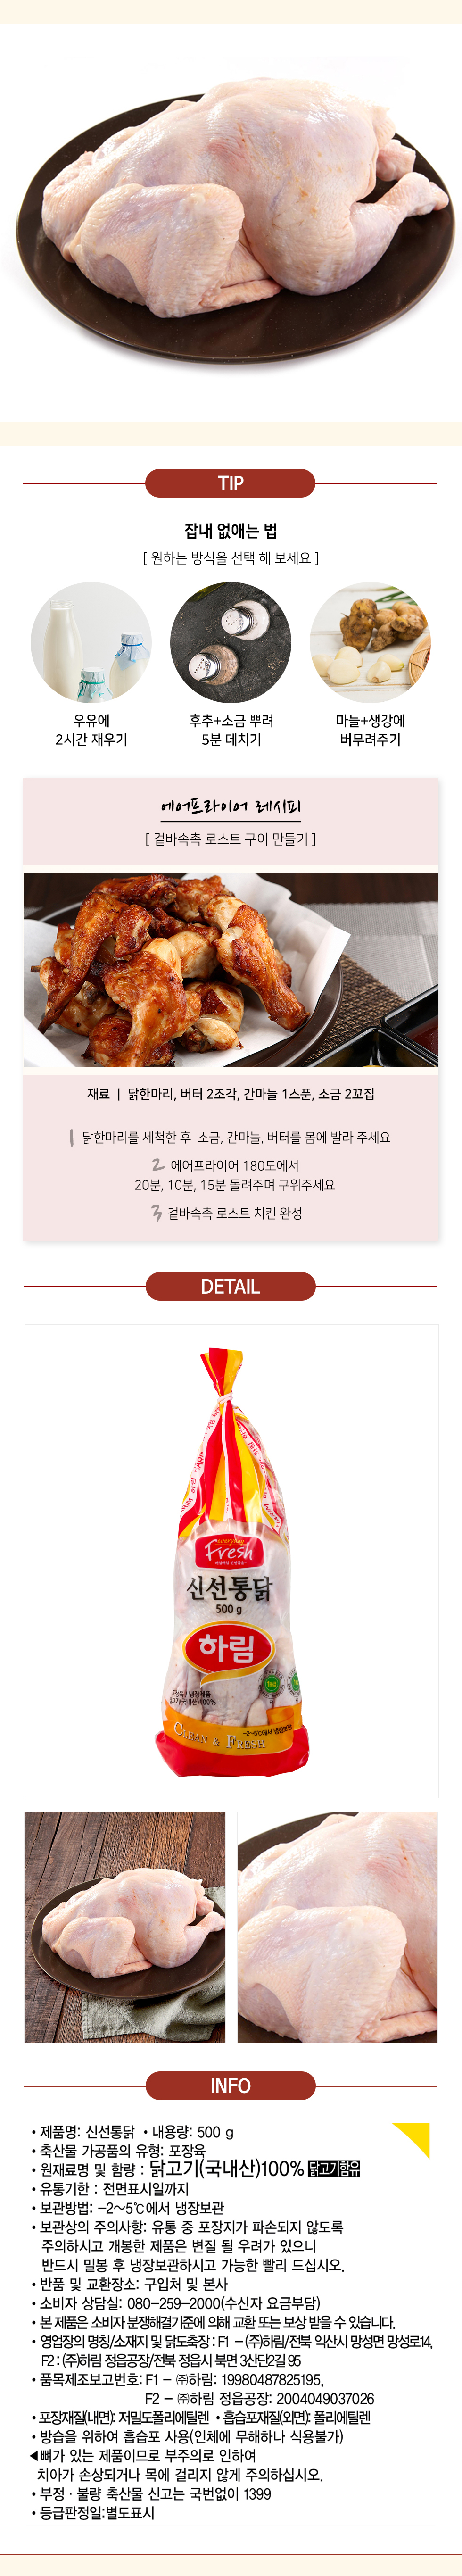 TIP
잡내 없애는 법
[ 원하는 방식을 선택 해 보세요 ]
우유에
2시간 재우기
후추+소금 뿌려
5분 데치기
마늘+생강에
버무려주기
에어프라이어 레시피
[ 겉바속촉 로스트 구이 만들기 ]
재료 | 닭한마리, 버터 2조각, 간마늘 1스푼, 소금 2꼬집
1 닭한마리를 세척한 후 소금, 간마늘, 버터를 몸에 발라 주세요
2 에어프라이어 180도에서
20분, 10분, 15분 돌려주며 구워주세요
3 겉바속촉 로스트 치킨 완성
DETAIL
Fresh
신선통닭
500 g
하림
포장육 / 냉장제품
닭고기(국내산)100%
-2~5℃에서 냉장보관
CLEAN & FRESH
INFO
• 제품명: 신선통닭 • 내용량: 500 g
• 축산물 가공품의 유형: 포장육
• 원재료명 및 함량 : 닭고기(국내산)100% 닭고기함유
• 유통기한 : 전면표시일까지
• 보관방법: -2~5℃에서 냉장보관
• 보관상의 주의사항: 유통 중 포장지가 파손되지 않도록
주의하시고 개봉한 제품은 변질 될 우려가 있으니
반드시 밀봉 후 냉장보관하시고 가능한 빨리 드십시오.
• 반품 및 교환장소: 구입처 및 본사
• 소비자 상담실: 080-259-2000(수신자 요금부담)
• 본 제품은 소비자 분쟁해결기준에 의해 교환 또는 보상 받을 수 있습니다.
• 영업장의 명칭/소재지 및 닭도축장 : F1 - (주)하림/전북 익산시 망성면 망성로14,
F2 : (주)하림 정읍공장/전북 정읍시 북면 3산단2길 95
• 품목제조보고번호: F1 - ㈜하림: 19980487825195,
F2 - ㈜하림 정읍공장: 2004049037026
• 포장재질(내면): 저밀도폴리에틸렌 • 흡습포재질(외면): 폴리에틸렌
• 방습을 위하여 흡습포 사용(인체에 무해하나 식용불가)
◀뼈가 있는 제품이므로 부주의로 인하여
치아가 손상되거나 목에 걸리지 않게 주의하십시오.
• 부정 · 불량 축산물 신고는 국번없이 1399
• 등급판정일:별도표시